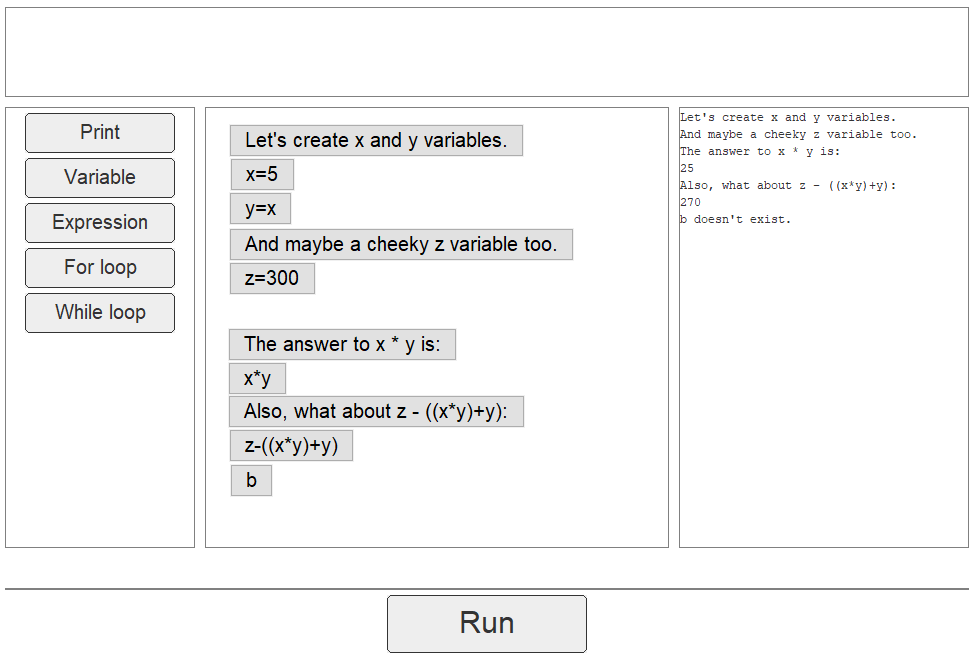 Print
Variable
Expression
For loop
While loop
Let's create x and y variables.
x=5
y=x
And maybe a cheeky z variable too.
z=300
The answer to x * y is:
x*y
Also, what about z - ((x*y)+y):
z-((x*y)+y)
b
Let's create x and y variables.
And maybe a cheeky z variable too.
The answer to x * y is:
25
Also, what about z - ((x*y)+y):
270
b doesn't exist.
Run